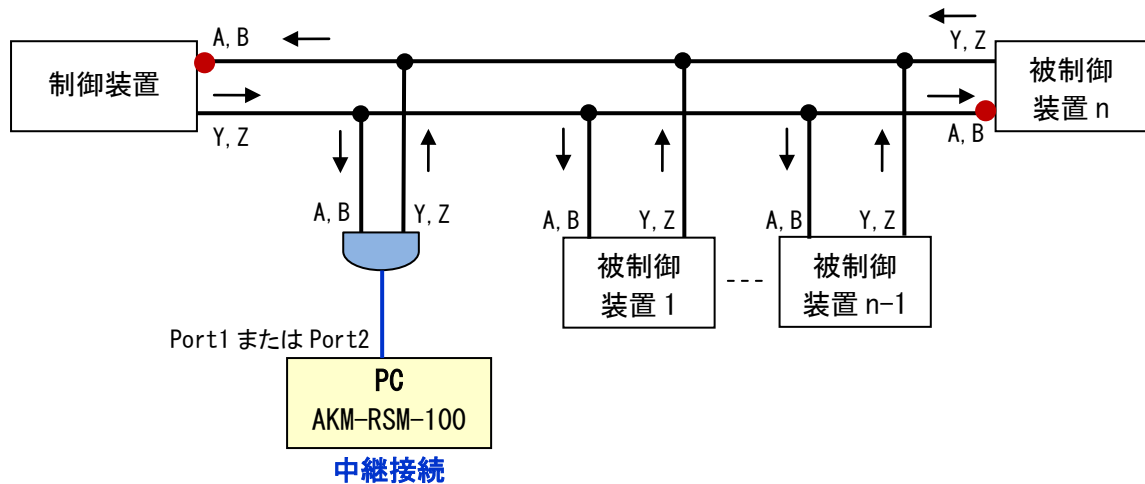 A, B
Y, Z
制御装置
被制御
装置 n
Y, Z
A, B
A, B
Y, Z
A, B
Y, Z
A, B
Y, Z
被制御
装置 1
---
被制御
装置 n-1
Port1 または Port2
PC
AKM-RSM-100
中継接続